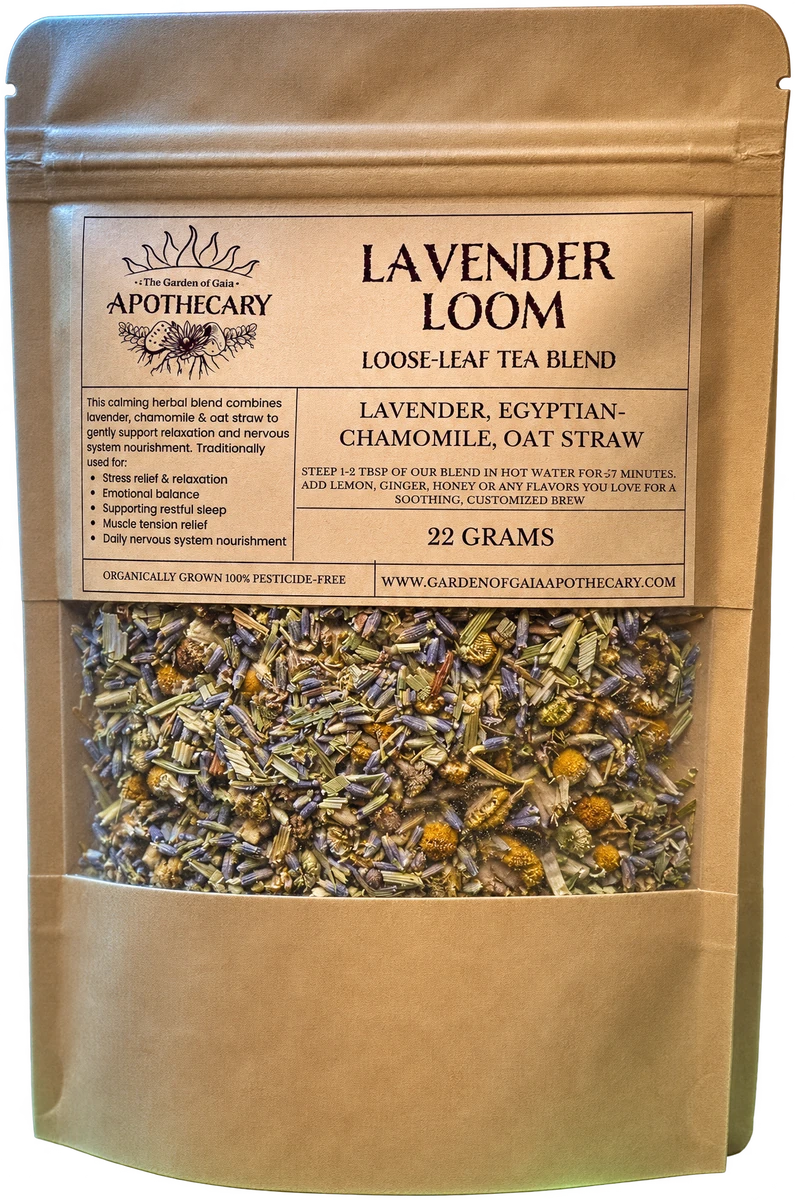 The Garden of Gaia
APOTHECARY
LAVENDER
LOOM
LOOSE-LEAF TEA BLEND
This calming herbal blend combines
lavender, chamomile & oat straw to
gently support relaxation and nervous
system nourishment. Traditionally
used for:
• Stress relief & relaxation
• Emotional balance
• Supporting restful sleep
• Muscle tension relief
• Daily nervous system nourishment
LAVENDER, EGYPTIAN-
CHAMOMILE, OAT STRAW
STEEP 1-2 TBSP OF OUR BLEND IN HOT WATER FOR MINUTES.
ADD LEMON, GINGER, HONEY OR ANY FLAVORS YOU LOVE FOR A
SOOTHING, CUSTOMIZED BREW
22 GRAMS
ORGANICALLY GROWN 100% PESTICIDE-FREE
WWW.GARDENOFGAIAAPOTHECARY.COM